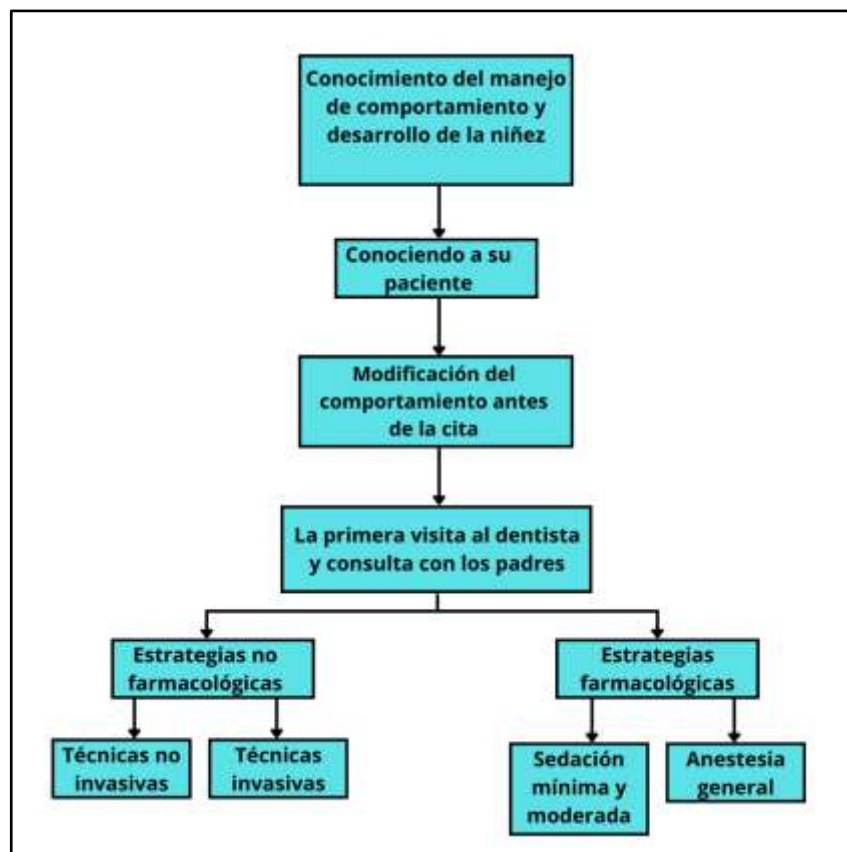 Conocimiento del manejo
de comportamiento y
desarrollo de la niñez
Conociendo a su
paciente
Modificación del
comportamiento antes
de la cita
La primera visita al dentista
y consulta con los padres
Estrategias no
farmacológicas
Estrategias
farmacológicas
Técnicas no
invasivas
Técnicas
invasivas
Sedación
mínima y
moderada
Anestesia
general